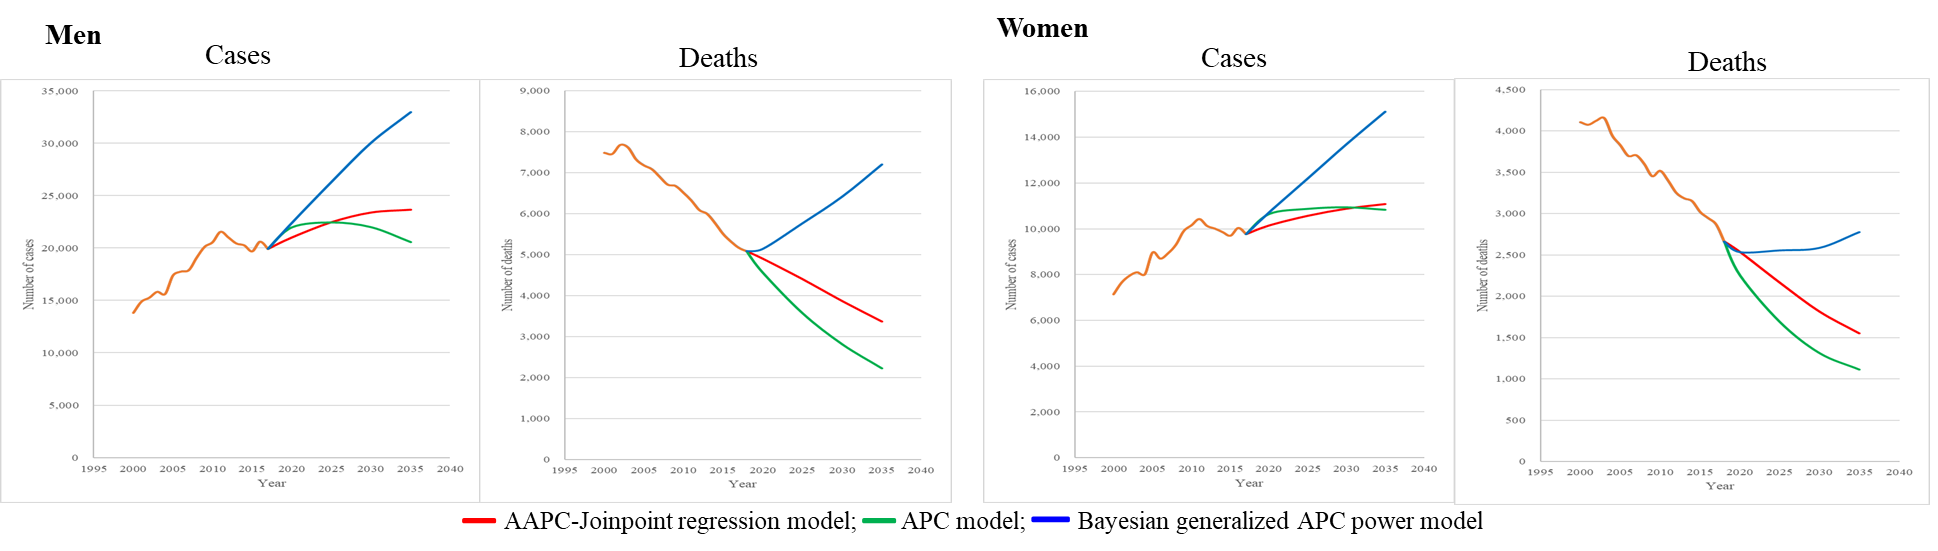 Men
Women
Cases
Deaths
Cases
Deaths
Number of cases
35,000
30,000
25,000
20,000
15,000
10,000
5,000
0
1995 2000 2005 2010 2015 2020 2025 2030 2035 2040
Year
Number of deaths
9,000
8,000
7,000
6,000
5,000
4,000
3,000
2,000
1,000
0
1995 2000 2005 2010 2015 2020 2025 2030 2035 2040
Year
Number of cases
16,000
14,000
12,000
10,000
8,000
6,000
4,000
2,000
0
1995 2000 2005 2010 2015 2020 2025 2030 2035 2040
Year
Number of deaths
4,500
4,000
3,500
3,000
2,500
2,000
1,500
1,000
500
0
1995 2000 2005 2010 2015 2020 2025 2030 2035 2040
Year
AAPC-Joinpoint regression model; APC model; Bayesian generalized APC power model